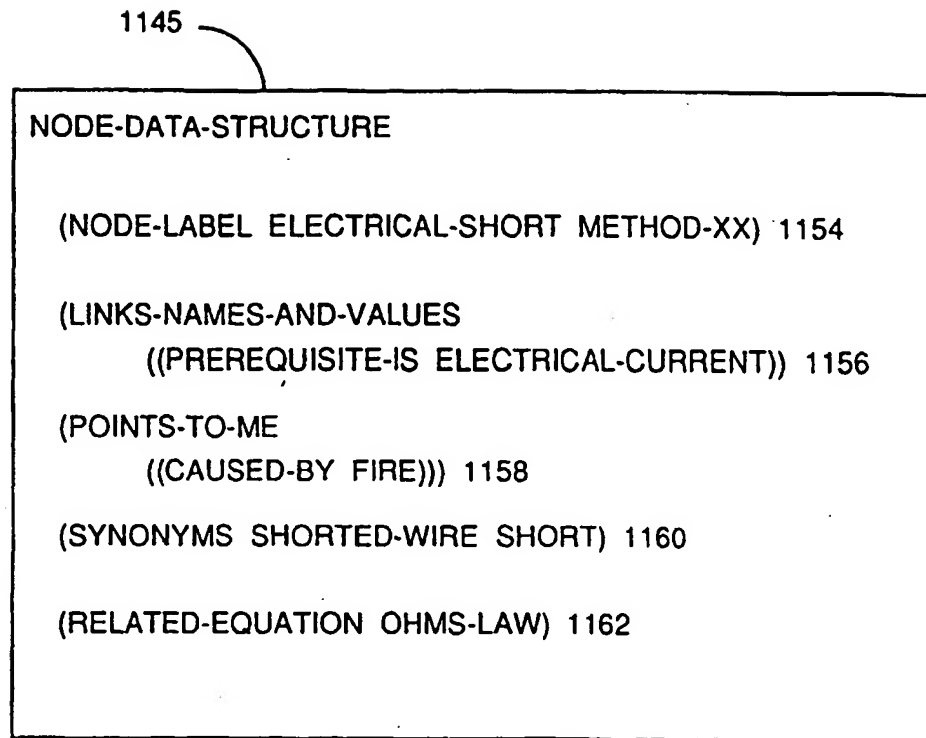 1145
NODE-DATA-STRUCTURE
(NODE-LABEL ELECTRICAL-SHORT METHOD-XX) 1154
(LINKS-NAMES-AND-VALUES
((PREREQUISITE-IS ELECTRICAL-CURRENT)) 1156
(POINTS-TO-ME
((CAUSED-BY FIRE))) 1158
(SYNONYMS SHORTED-WIRE SHORT) 1160
(RELATED-EQUATION OHMS-LAW) 1162